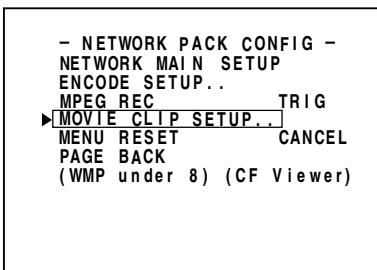 – NETWORK PACK CONFIG –
NETWORK MAIN SETUP
ENCODE SETUP..
MPEG REC TRIG
MOVIE CLIP SETUP..
MENU RESET CANCEL
PAGE BACK
(WMP under 8) (CF Viewer)